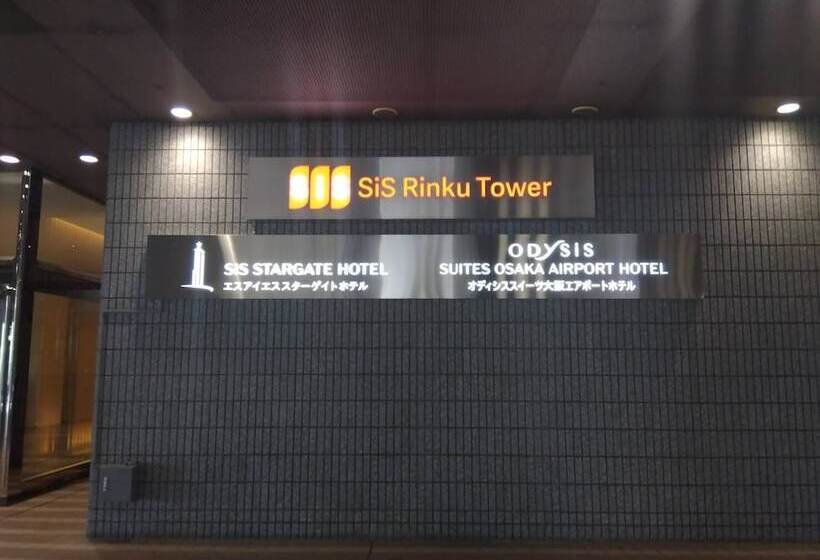 SiS Rinku Tower
SiS STARGATE HOTEL
エスアイエススターゲイトホテル
ODYSIS
SUITES OSAKA AIRPORT HOTEL
オディシススイーツ大阪エアポートホテル